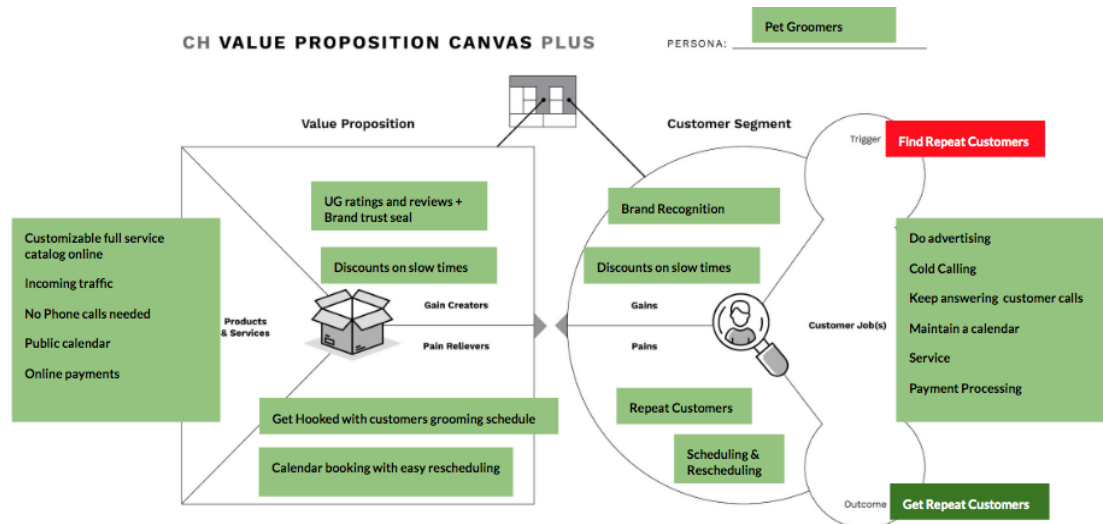 Pet Groomers
CH VALUE PROPOSITION CANVAS PLUS
PERSONA:
Value Proposition
Customer Segment
Trigger
Find Repeat Customers
UG ratings and reviews +
Brand trust seal
Brand Recognition
Customizable full service
catalog online
Incoming traffic
No Phone calls needed
Public calendar
Online payments
Discounts on slow times
Discounts on slow times
Do advertising
Cold Calling
Keep answering customer calls
Maintain a calendar
Service
Payment Processing
Products
& Services
Gain Creators
Pain Relievers
Gains
Pains
Customer Job(s)
Get Hooked with customers grooming schedule
Calendar booking with easy rescheduling
Repeat Customers
Scheduling &
Rescheduling
Outcome
Get Repeat Customers